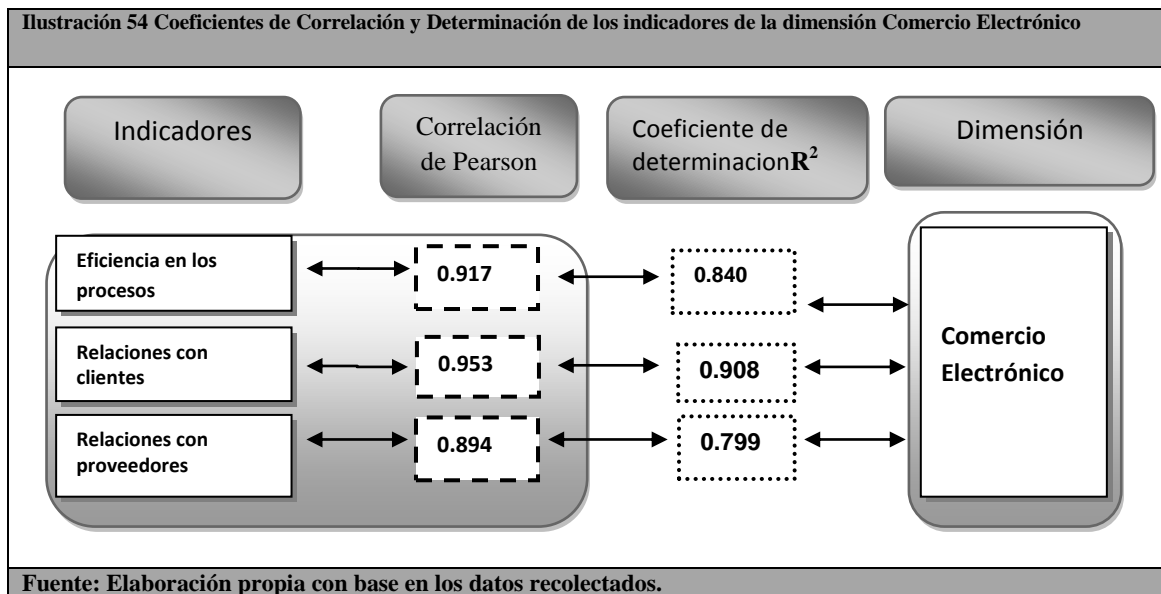 Ilustración 54 Coeficientes de Correlación y Determinación de los indicadores de la dimensión Comercio Electrónico
Indicadores
Correlación
de Pearson
Coeficiente de
determinacionR²
Dimensión
Eficiencia en los
procesos
0.917
0.840
Relaciones con
clientes
0.953
0.908
Relaciones con
proveedores
0.894
0.799
Comercio
Electrónico
Fuente: Elaboración propia con base en los datos recolectados.